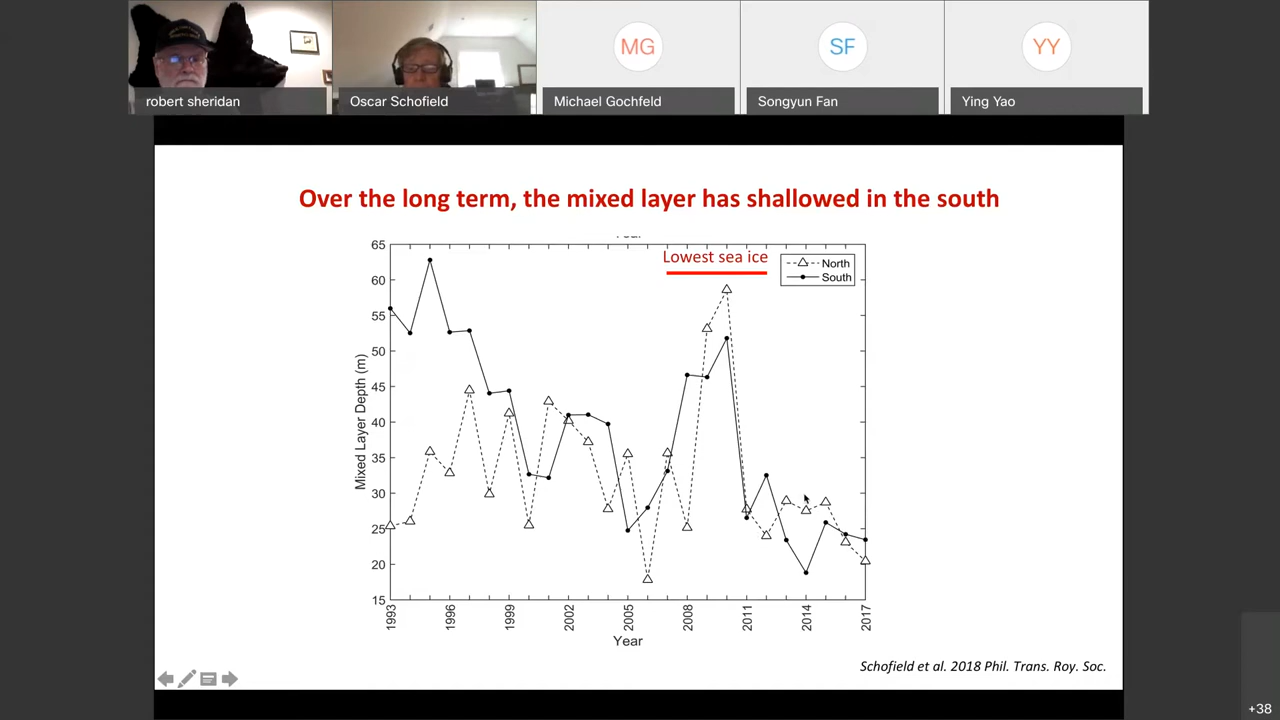 MG
SF
YY
robert sheridan
Oscar Schofield
Michael Gochfeld
Songyun Fan
Ying Yao
Over the long term, the mixed layer has shallowed in the south
Lowest sea ice
North
South
65
60
55
50
45
40
35
30
25
20
15
Mixed Layer Depth (m)
1993
1996
1999
2002
2005
2008
2011
2014
2017
Year
Schofield et al. 2018 Phil. Trans. Roy. Soc.
+38